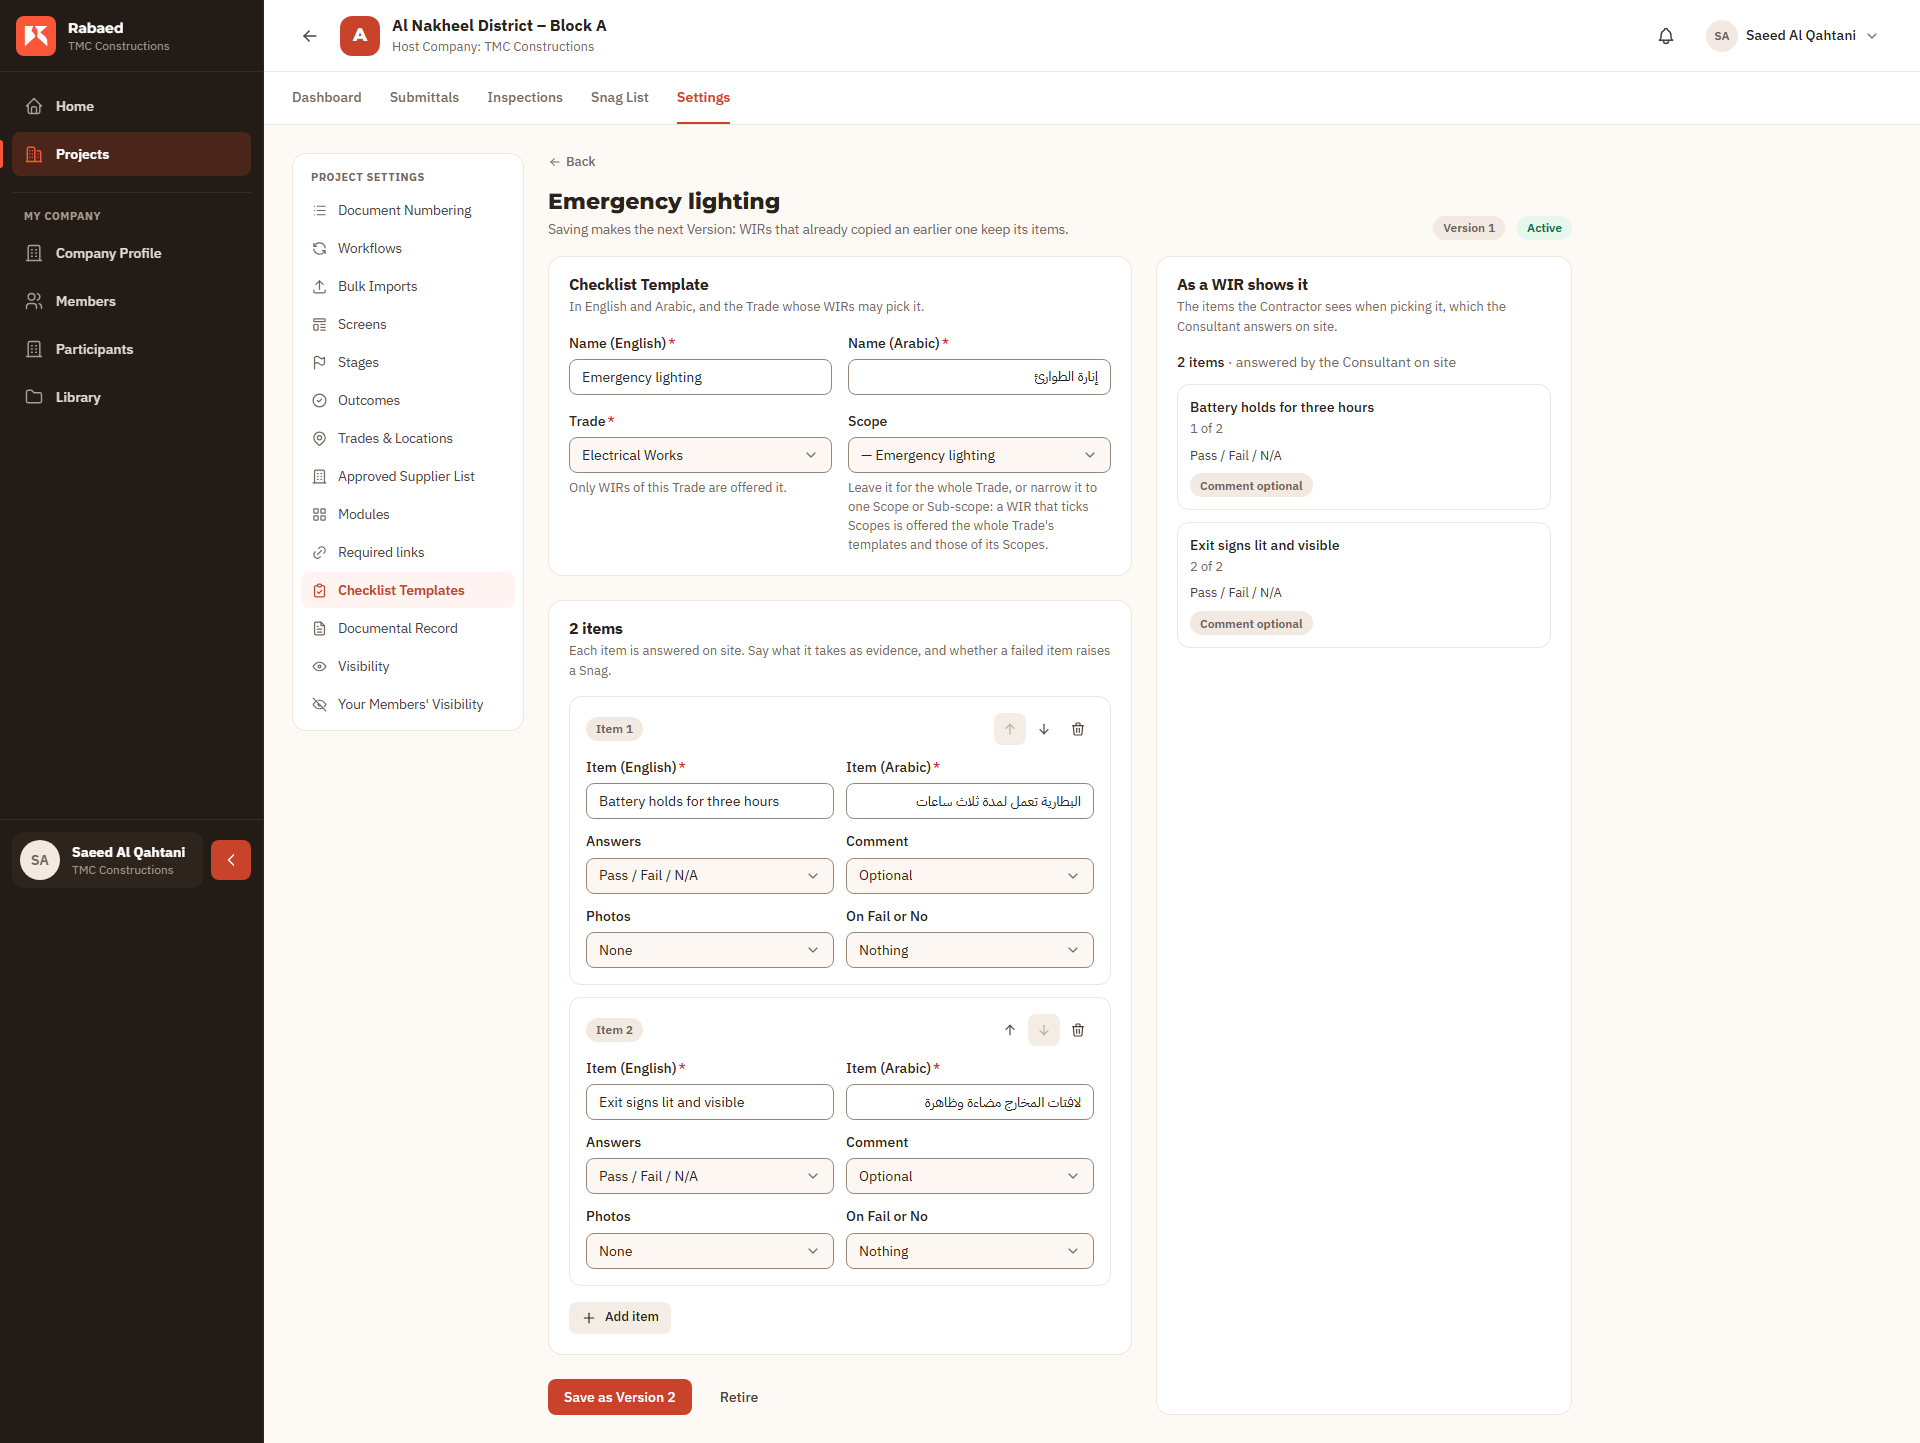 Rabaed
TMC Constructions
Home
Projects
MY COMPANY
Company Profile
Members
Participants
Library
SA
Saeed Al Qahtani
TMC Constructions
A
Al Nakheel District – Block A
Host Company: TMC Constructions
SA
Saeed Al Qahtani
Dashboard
Submittals
Inspections
Snag List
Settings
PROJECT SETTINGS
Document Numbering
Workflows
Bulk Imports
Screens
Stages
Outcomes
Trades & Locations
Approved Supplier List
Modules
Required links
Checklist Templates
Documental Record
Visibility
Your Members' Visibility
Back
Emergency lighting
Saving makes the next Version: WIRs that already copied an earlier one keep its items.
Version 1
Active
Checklist Template
In English and Arabic, and the Trade whose WIRs may pick it.
Name (English)*
Emergency lighting
Name (Arabic)*
إنارة الطوارئ
Trade*
Electrical Works
Only WIRs of this Trade are offered it.
Scope
— Emergency lighting
Leave it for the whole Trade, or narrow it to
one Scope or Sub-scope: a WIR that ticks
Scopes is offered the whole Trade's
templates and those of its Scopes.
2 items
Each item is answered on site. Say what it takes as evidence, and whether a failed item raises
a Snag.
Item 1
Item (English)*
Battery holds for three hours
Item (Arabic)*
البطارية تعمل لمدة ثلاث ساعات
Answers
Pass / Fail / N/A
Comment
Optional
Photos
None
On Fail or No
Nothing
Item 2
Item (English)*
Exit signs lit and visible
Item (Arabic)*
لافتات المخارج مضاءة وظاهرة
Answers
Pass / Fail / N/A
Comment
Optional
Photos
None
On Fail or No
Nothing
Add item
Save as Version 2
Retire
As a WIR shows it
The items the Contractor sees when picking it, which the
Consultant answers on site.
2 items · answered by the Consultant on site
Battery holds for three hours
1 of 2
Pass / Fail / N/A
Comment optional
Exit signs lit and visible
2 of 2
Pass / Fail / N/A
Comment optional